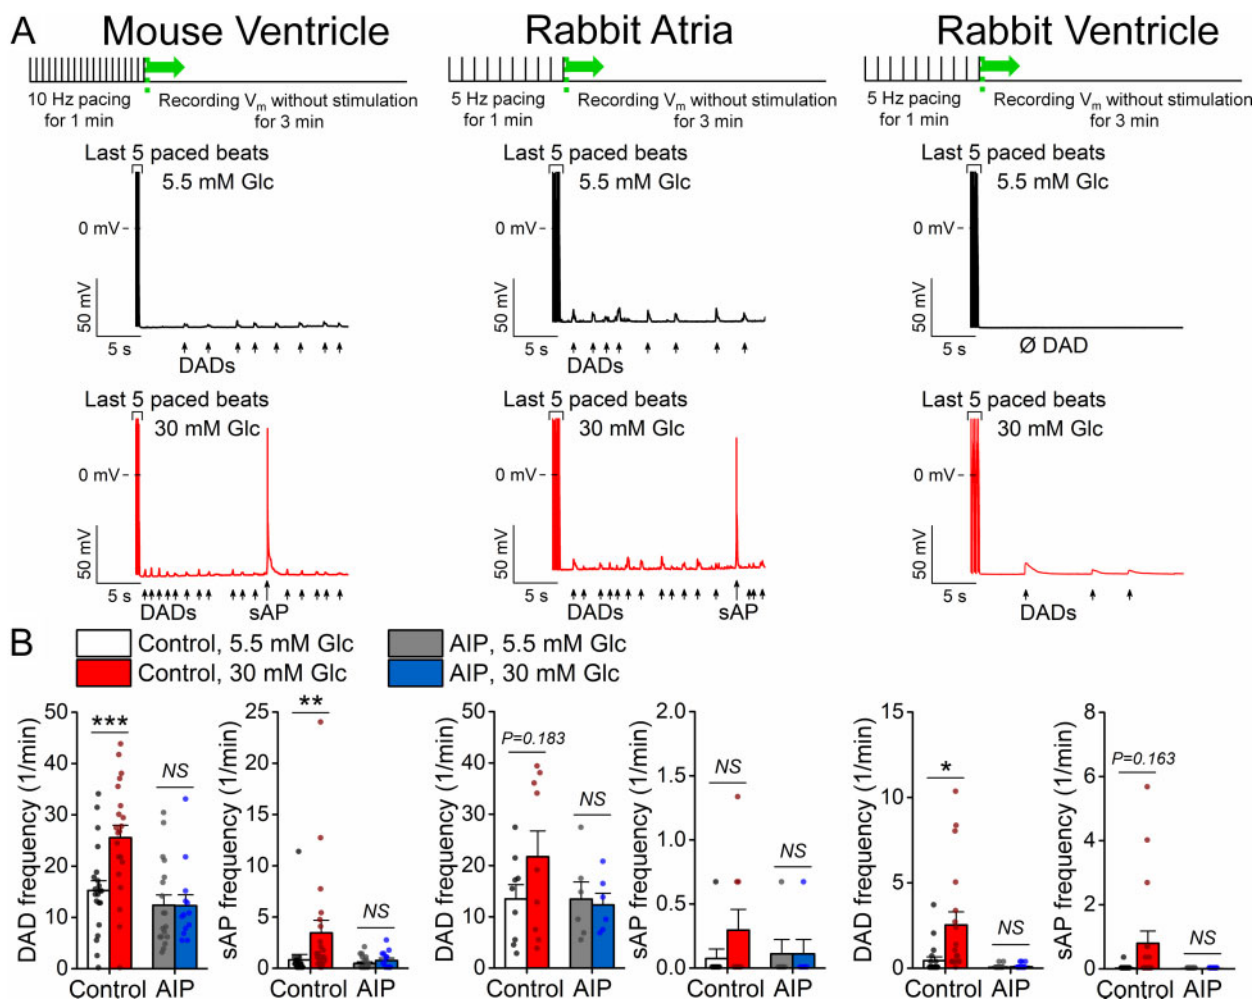 A
Mouse Ventricle
Rabbit Atria
Rabbit Ventricle
10 Hz pacing
for 1 min
Recording Vm without stimulation
for 3 min
5 Hz pacing
for 1 min
Recording Vm without stimulation
for 3 min
5 Hz pacing
for 1 min
Recording Vm without stimulation
for 3 min
Last 5 paced beats
5.5 mM Glc
0 mV
50 mV
5 s
DADs
Last 5 paced beats
5.5 mM Glc
0 mV
50 mV
5 s
DADs
Last 5 paced beats
5.5 mM Glc
0 mV
50 mV
5 s
Ø DAD
Last 5 paced beats
30 mM Glc
0 mV
50 mV
5 s
DADs
sAP
Last 5 paced beats
30 mM Glc
0 mV
50 mV
5 s
DADs
sAP
Last 5 paced beats
30 mM Glc
0 mV
50 mV
5 s
DADs
B
Control, 5.5 mM Glc
AIP, 5.5 mM Glc
Control, 30 mM Glc
AIP, 30 mM Glc
DAD frequency (1/min)
50
40
30
20
10
0
***
NS
Control AIP
sAP frequency (1/min)
25
20
15
10
5
0
**
NS
Control AIP
DAD frequency (1/min)
50
40
30
20
10
0
P=0.183
NS
Control AIP
sAP frequency (1/min)
2.0
1.5
1.0
0.5
0.0
NS
NS
Control AIP
DAD frequency (1/min)
15
10
5
0
*
NS
Control AIP
sAP frequency (1/min)
8
6
4
2
0
P=0.163
NS
Control AIP